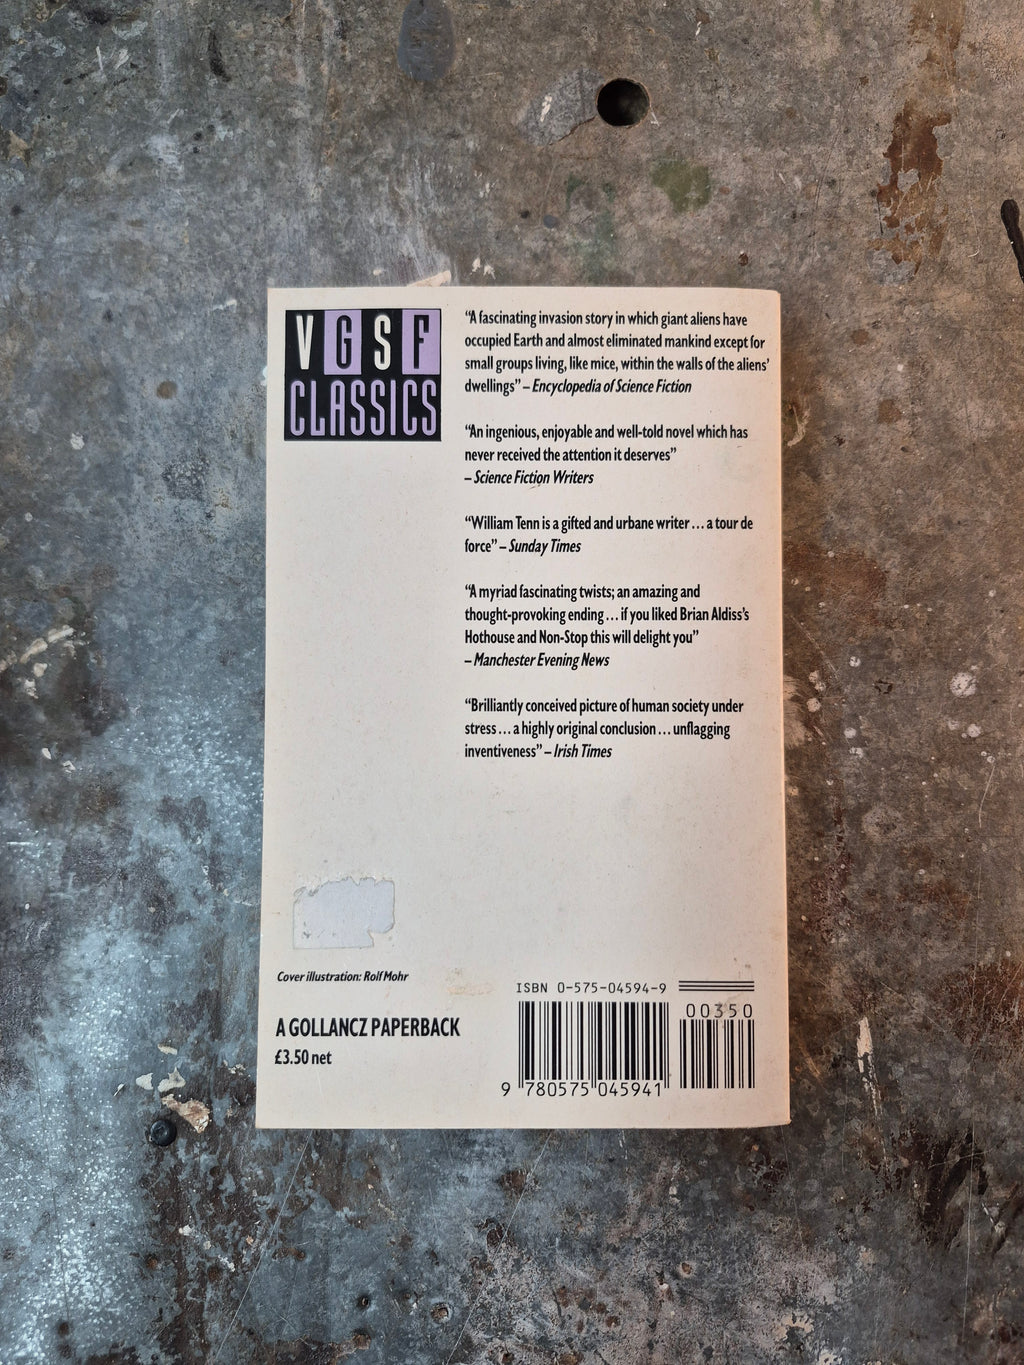 VGSF
CLASSICS
“A fascinating invasion story in which giant aliens have
occupied Earth and almost eliminated mankind except for
small groups living, like mice, within the walls of the aliens’
dwellings” – Encyclopedia of Science Fiction
“An ingenious, enjoyable and well-told novel which has
never received the attention it deserves”
– Science Fiction Writers
“William Tenn is a gifted and urbane writer ... a tour de
force” – Sunday Times
“A myriad fascinating twists; an amazing and
thought-provoking ending ... if you liked Brian Aldiss’s
Hothouse and Non-Stop this will delight you”
– Manchester Evening News
“Brilliantly conceived picture of human society under
stress ... a highly original conclusion ... unflagging
inventiveness” – Irish Times
Cover illustration: Rolf Mohr
A GOLLANCZ PAPERBACK
£3.50 net
ISBN 0-575-04594-9
00350
9 780575 045941